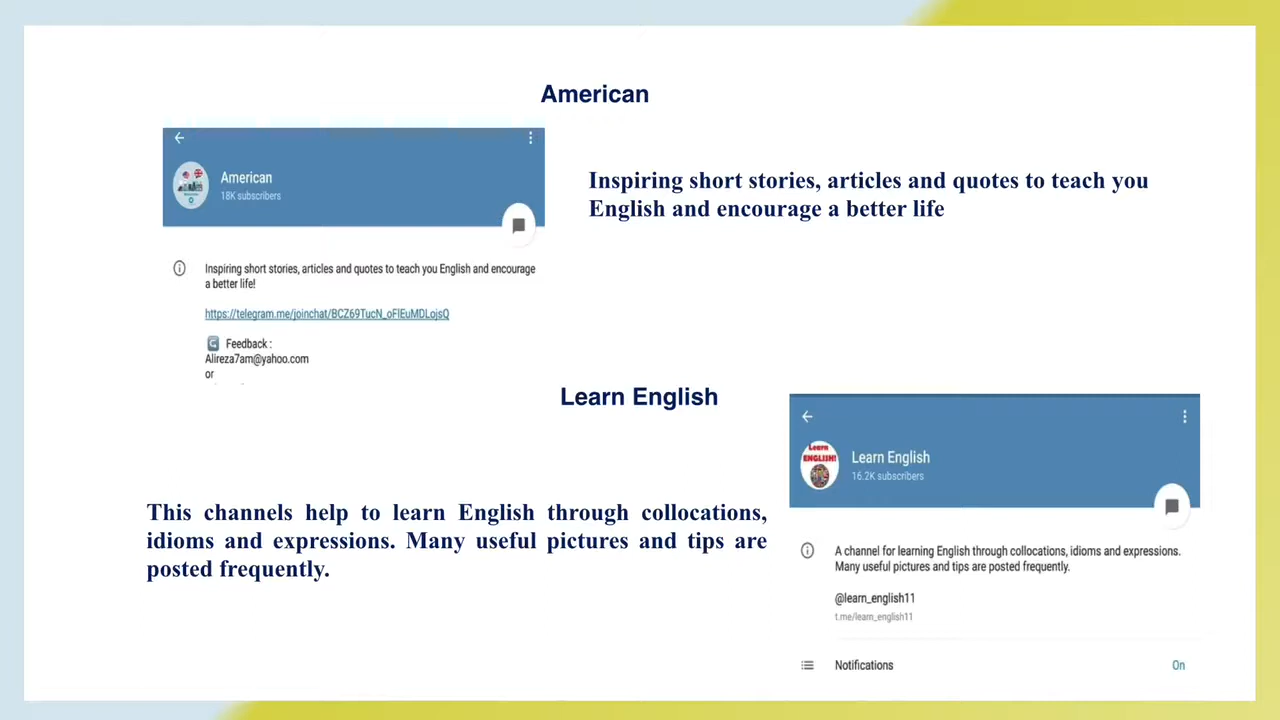 American
American
18K subscribers
Inspiring short stories, articles and quotes to teach you
English and encourage a better life
Inspiring short stories, articles and quotes to teach you English and encourage
a better life!
https://telegram.me/joinchat/BCZ69TucN_oFlEuMDLojsQ
Feedback :
Alireza7am@yahoo.com
or
Learn English
Learn
ENGLISH!
Learn English
16.2K subscribers
This channels help to learn English through collocations,
idioms and expressions. Many useful pictures and tips are
posted frequently.
A channel for learning English through collocations, idioms and expressions.
Many useful pictures and tips are posted frequently.
@learn_english11
t.me/learn_english11
Notifications On